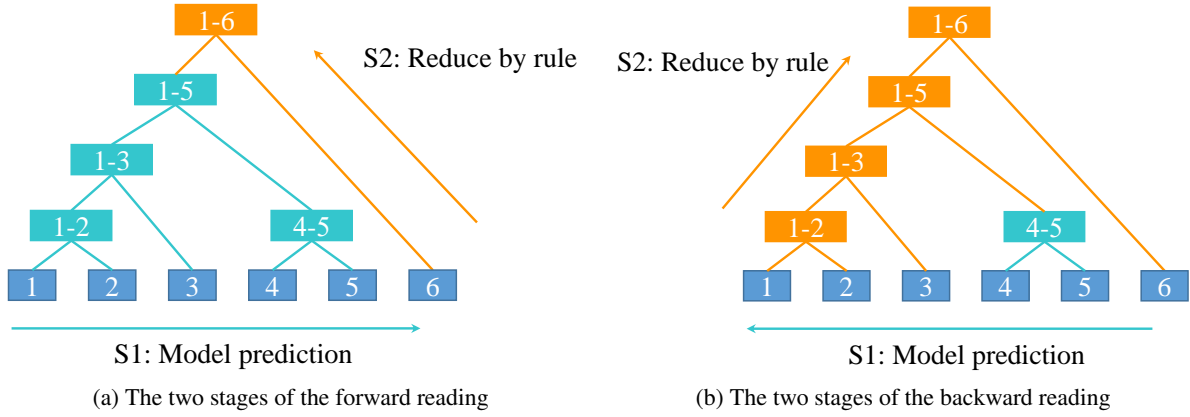 1-6
S2: Reduce by rule
1-5
1-3
1-2
4-5
1 2 3 4 5 6
S1: Model prediction
(a) The two stages of the forward reading
1-6
S2: Reduce by rule
1-5
1-3
1-2
4-5
1 2 3 4 5 6
S1: Model prediction
(b) The two stages of the backward reading